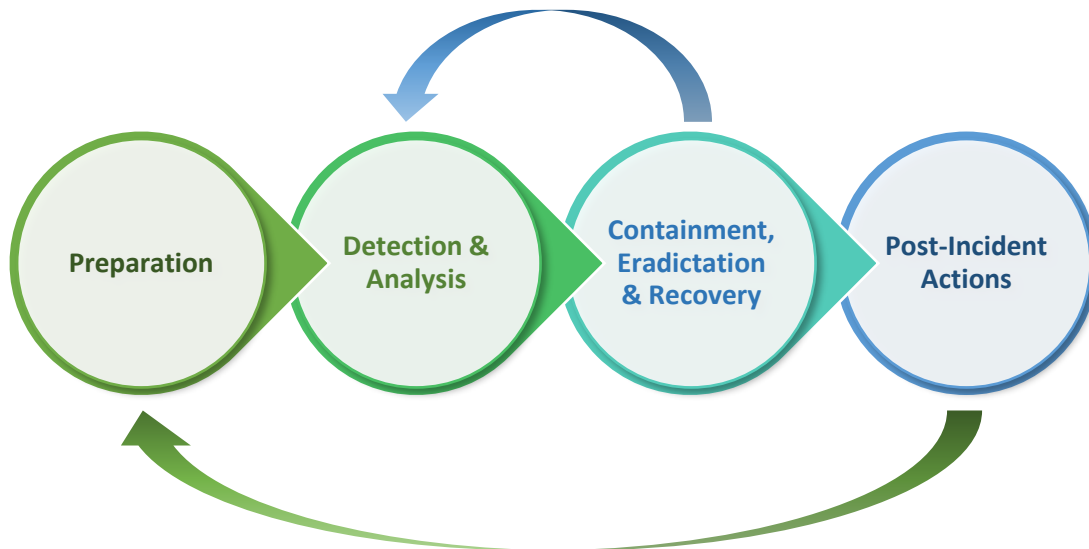 Preparation
Detection &
Analysis
Containment,
Eradictation
& Recovery
Post-Incident
Actions